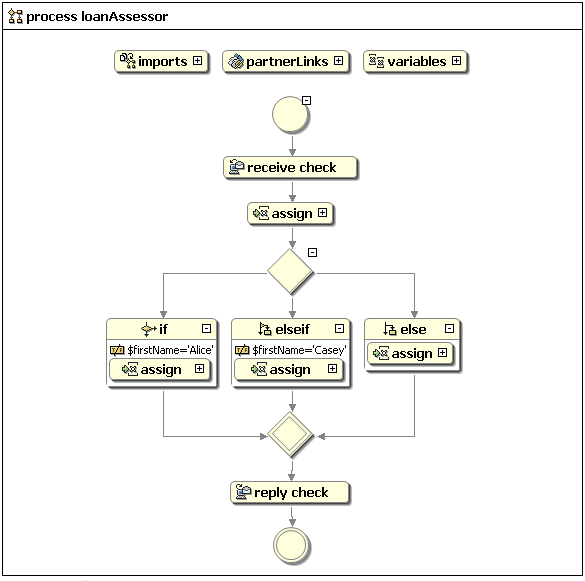 process loanAssessor
imports
partnerLinks
variables
receive check
assign
if
$firstName='Alice'
assign
elseif
$firstName='Casey'
assign
else
assign
reply check